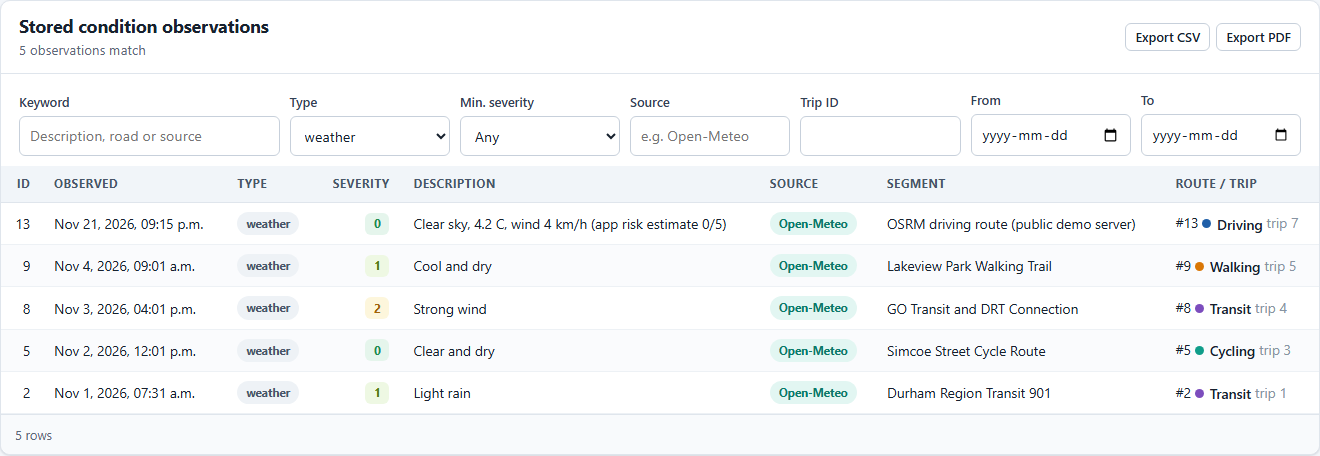 Stored condition observations
5 observations match
Export CSV Export PDF
Keyword Type Min. severity Source Trip ID From To
Description, road or source weather Any e.g. Open-Meteo yyyy-mm-dd yyyy-mm-dd
ID OBSERVED TYPE SEVERITY DESCRIPTION SOURCE SEGMENT ROUTE / TRIP
13 Nov 21, 2026, 09:15 p.m. weather 0 Clear sky, 4.2 C, wind 4 km/h (app risk estimate 0/5) Open-Meteo OSRM driving route (public demo server) #13 Driving trip 7
9 Nov 4, 2026, 09:01 a.m. weather 1 Cool and dry Open-Meteo Lakeview Park Walking Trail #9 Walking trip 5
8 Nov 3, 2026, 04:01 p.m. weather 2 Strong wind Open-Meteo GO Transit and DRT Connection #8 Transit trip 4
5 Nov 2, 2026, 12:01 p.m. weather 0 Clear and dry Open-Meteo Simcoe Street Cycle Route #5 Cycling trip 3
2 Nov 1, 2026, 07:31 a.m. weather 1 Light rain Open-Meteo Durham Region Transit 901 #2 Transit trip 1
5 rows